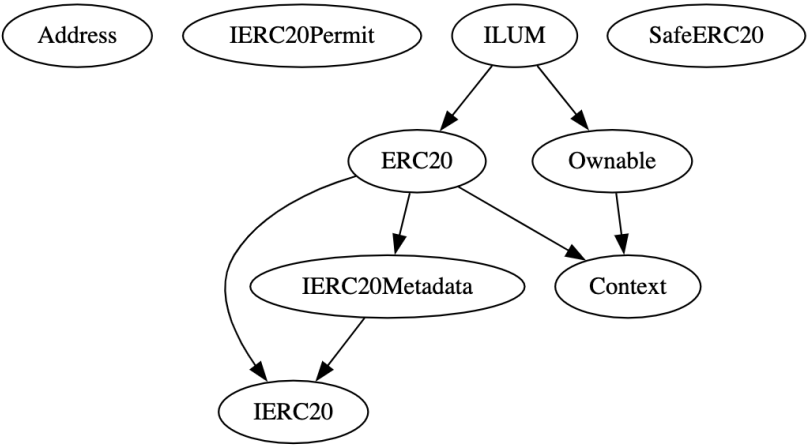 Address
IERC20Permit
ILUM
SafeERC20
ERC20
Ownable
IERC20Metadata
Context
IERC20